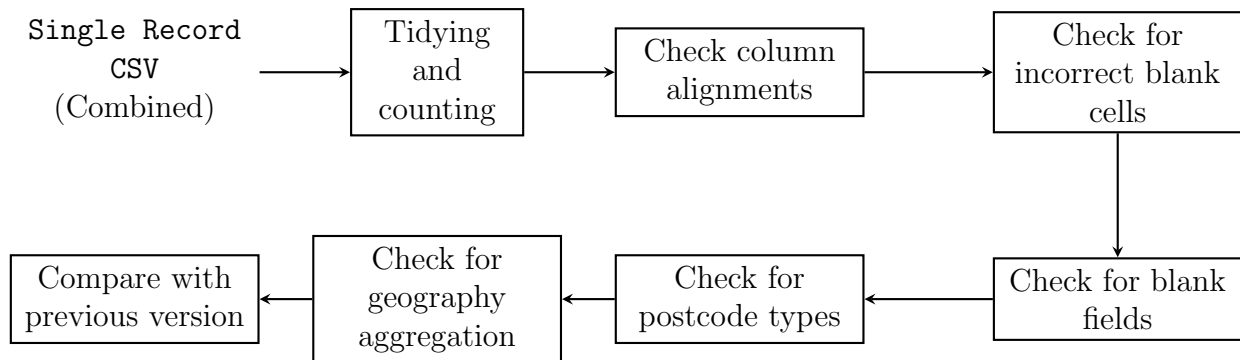 Single Record
CSV
(Combined)
Tidying
and
counting
Check column
alignments
Check for
incorrect blank
cells
Check for blank
fields
Check for
postcode types
Check for
geography
aggregation
Compare with
previous version